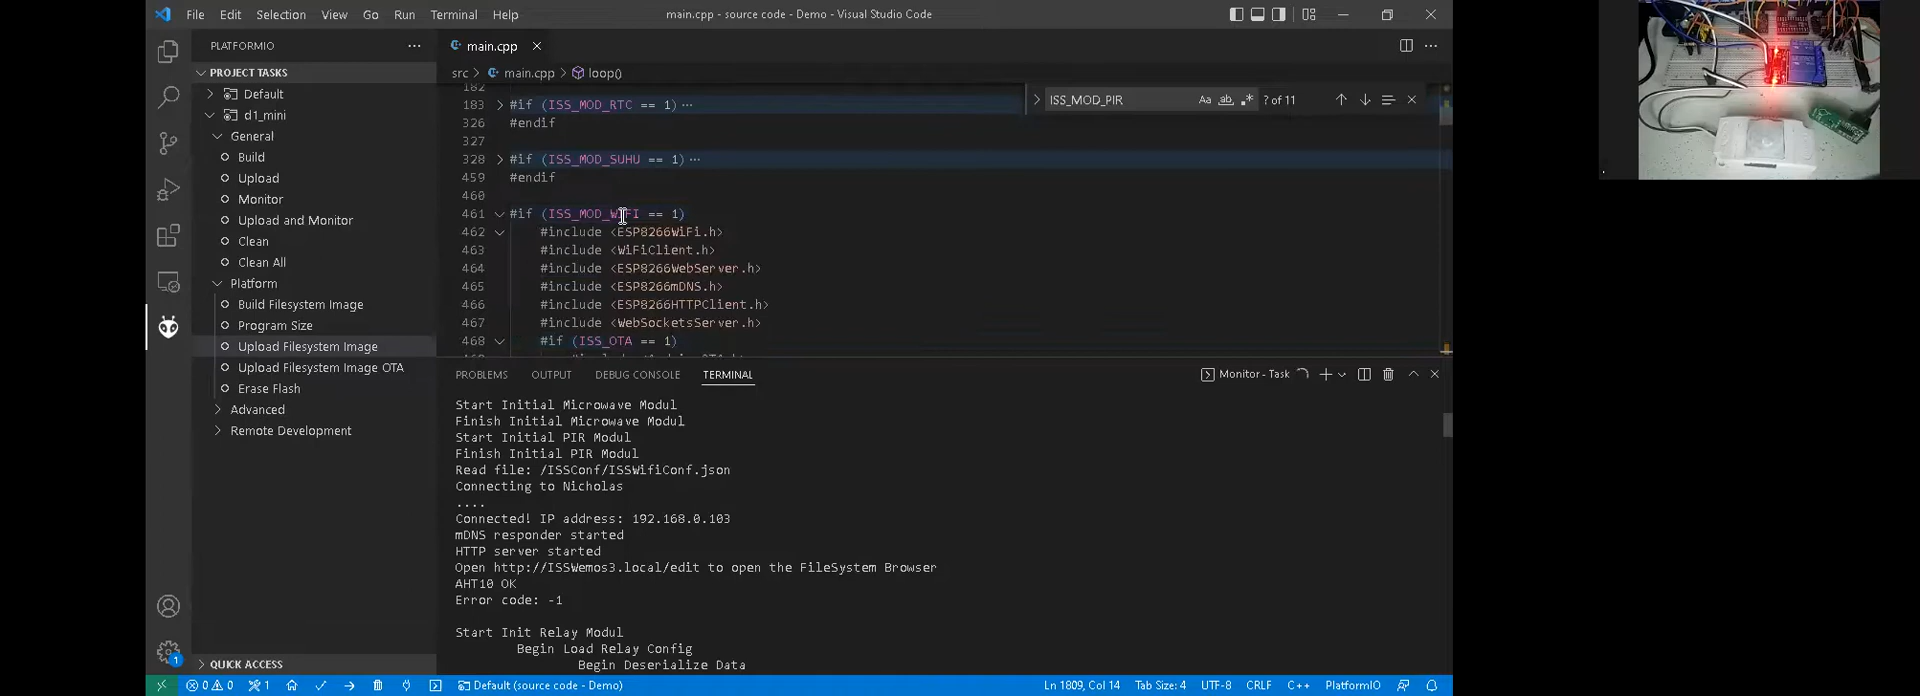 File Edit Selection View Go Run Terminal Help
main.cpp - source code - Demo - Visual Studio Code
PLATFORMIO
PROJECT TASKS
Default
d1_mini
General
Build
Upload
Monitor
Upload and Monitor
Clean
Clean All
Platform
Build Filesystem Image
Program Size
Upload Filesystem Image
Upload Filesystem Image OTA
Erase Flash
Advanced
Remote Development
QUICK ACCESS
main.cpp
src > main.cpp > loop()
ISS_MOD_PIR
Aa ab ? of 11
182
183 #if (ISS_MOD_RTC == 1) ...
326 #endif
327
328 #if (ISS_MOD_SUHU == 1) ...
459 #endif
460
461 #if (ISS_MOD_WIFI == 1)
462 #include <ESP8266WiFi.h>
463 #include <WiFiClient.h>
464 #include <ESP8266WebServer.h>
465 #include <ESP8266mDNS.h>
466 #include <ESP8266HTTPClient.h>
467 #include <WebSocketsServer.h>
468 #if (ISS_OTA == 1)
PROBLEMS OUTPUT DEBUG CONSOLE TERMINAL
Monitor - Task
Start Initial Microwave Modul
Finish Initial Microwave Modul
Start Initial PIR Modul
Finish Initial PIR Modul
Read file: /ISSConf/ISSWifiConf.json
Connecting to Nicholas
....
Connected! IP address: 192.168.0.103
mDNS responder started
HTTP server started
Open http://ISSWemos3.local/edit to open the FileSystem Browser
AHT10 OK
Error code: -1
Start Init Relay Modul
Begin Load Relay Config
Begin Deserialize Data
1
0 0 1 Default (source code - Demo) Ln 1809, Col 14 Tab Size: 4 UTF-8 CRLF C++ PlatformIO